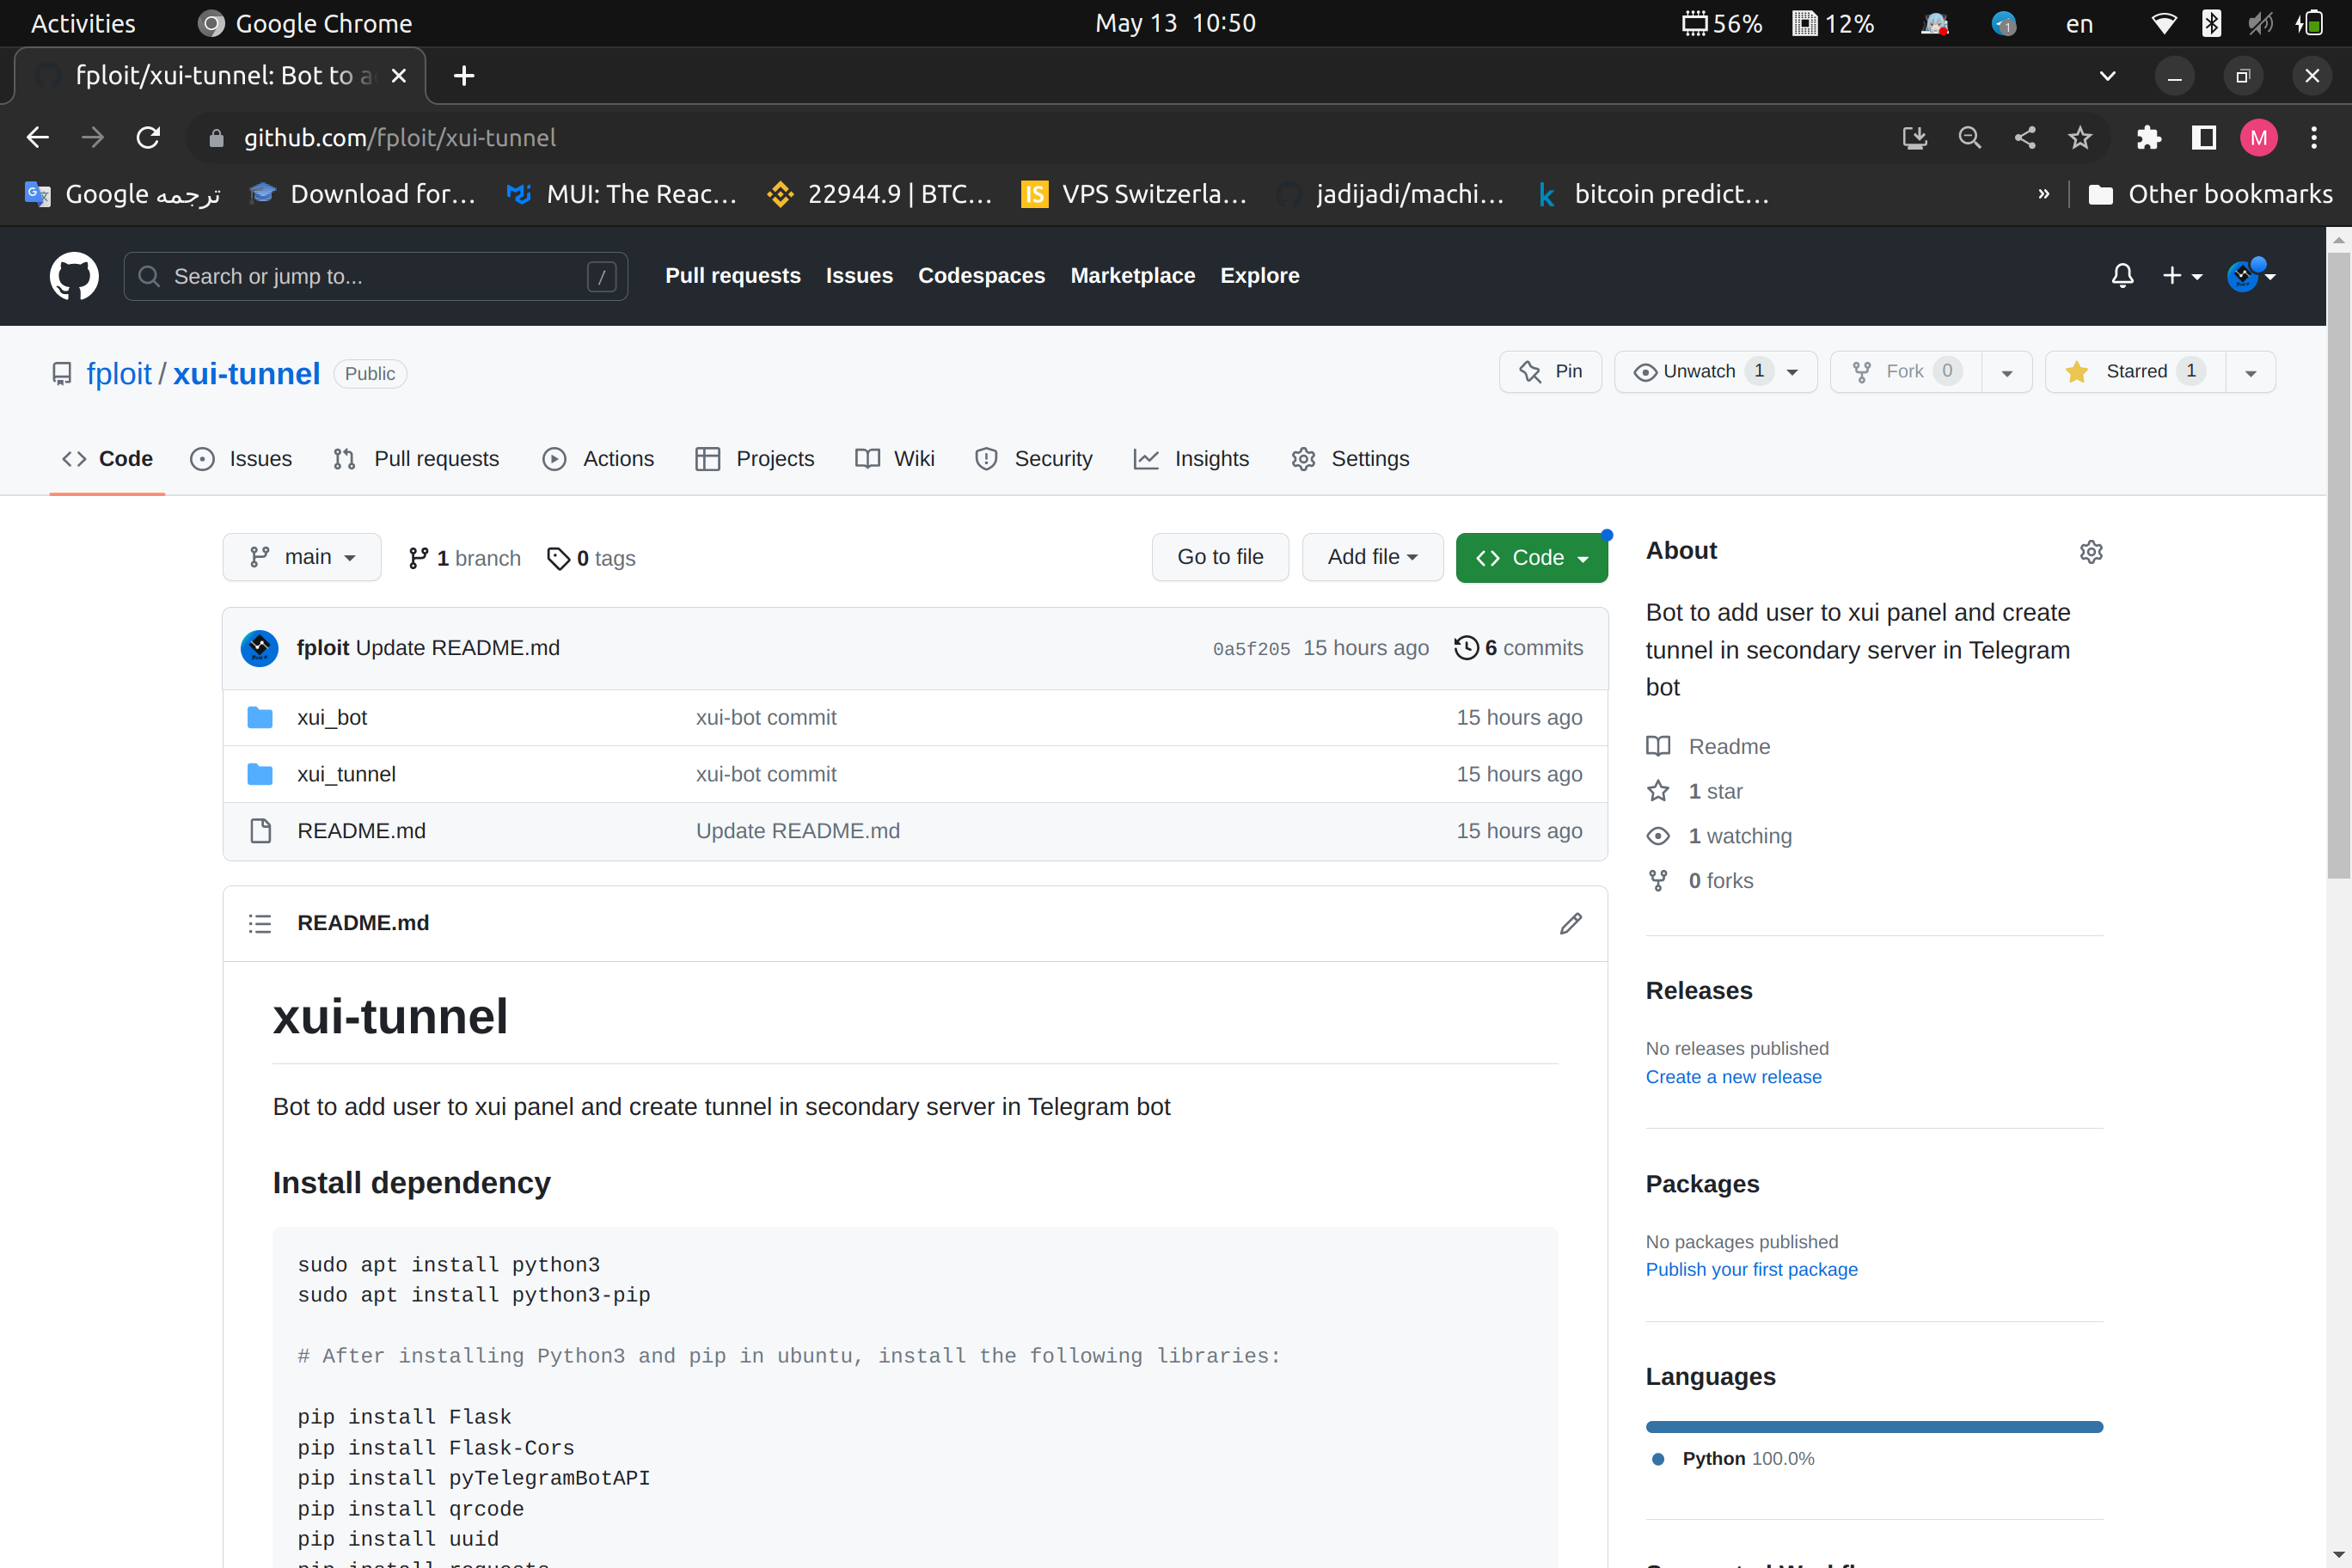 Activities
Google Chrome
May 13 10:50
56%
12%
1
en
fploit/xui-tunnel: Bot to a
github.com/fploit/xui-tunnel
M
Google ترجمه
Download for...
MUI: The Reac...
22944.9 | BTC...
IS VPS Switzerla...
jadijadi/machi...
k bitcoin predict...
»
Other bookmarks
Search or jump to...
/
Pull requests
Issues
Codespaces
Marketplace
Explore
fploit / xui-tunnel
Public
Pin
Unwatch 1
Fork 0
Starred 1
Code
Issues
Pull requests
Actions
Projects
Wiki
Security
Insights
Settings
main
1 branch
0 tags
Go to file
Add file
Code
fploit Update README.md
0a5f205 15 hours ago
6 commits
xui_bot
xui-bot commit
15 hours ago
xui_tunnel
xui-bot commit
15 hours ago
README.md
Update README.md
15 hours ago
README.md
xui-tunnel
Bot to add user to xui panel and create tunnel in secondary server in Telegram bot
Install dependency
sudo apt install python3
sudo apt install python3-pip
# After installing Python3 and pip in ubuntu, install the following libraries:
pip install Flask
pip install Flask-Cors
pip install pyTelegramBotAPI
pip install qrcode
pip install uuid
pip install requests
About
Bot to add user to xui panel and create
tunnel in secondary server in Telegram
bot
Readme
1 star
1 watching
0 forks
Releases
No releases published
Create a new release
Packages
No packages published
Publish your first package
Languages
Python 100.0%